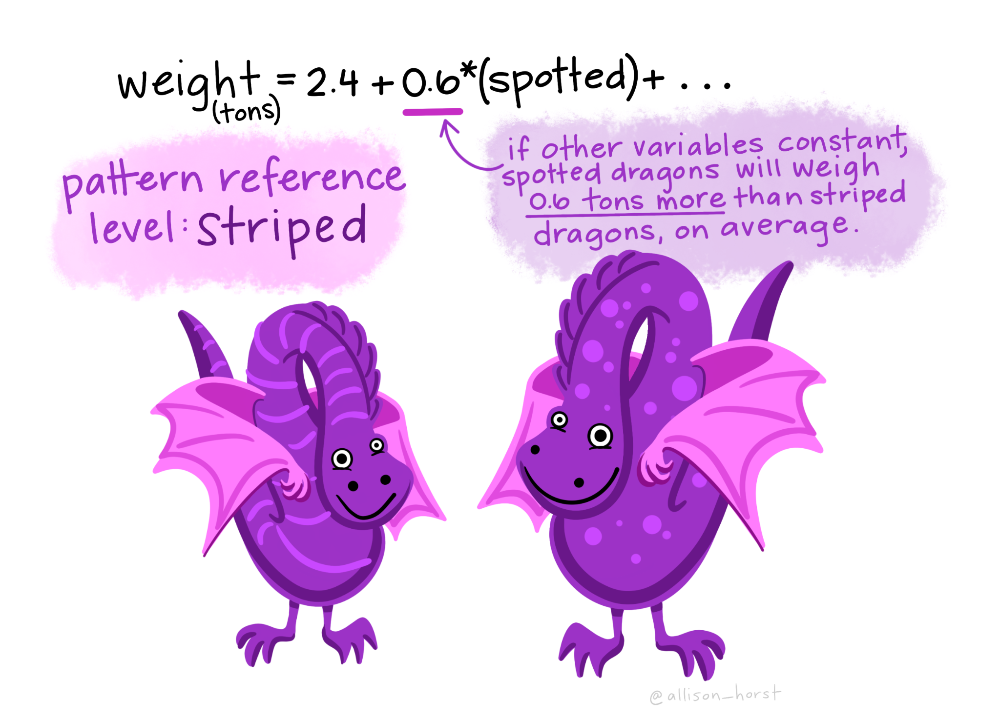 weight = 2.4 + 0.6*(spotted) + ...
(tons)
pattern reference
level: striped
if other variables constant,
spotted dragons will weigh
0.6 tons more than striped
dragons, on average.
@allison_horst